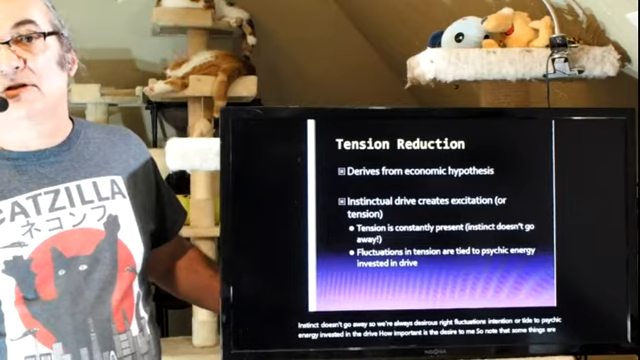 CATZILLA
ネコンプ
Tension Reduction
Derives from economic hypothesis
Instinctual drive creates excitation (or
tension)
Tension is constantly present (instinct doesn't go
away!)
Fluctuations in tension are tied to psychic energy
invested in drive
Instinct doesn't go away so we're always desirous right fluctuations intention or tide to psychic
energy invested in the drive How important is the desire to me So note that some things are
INSIGNIA